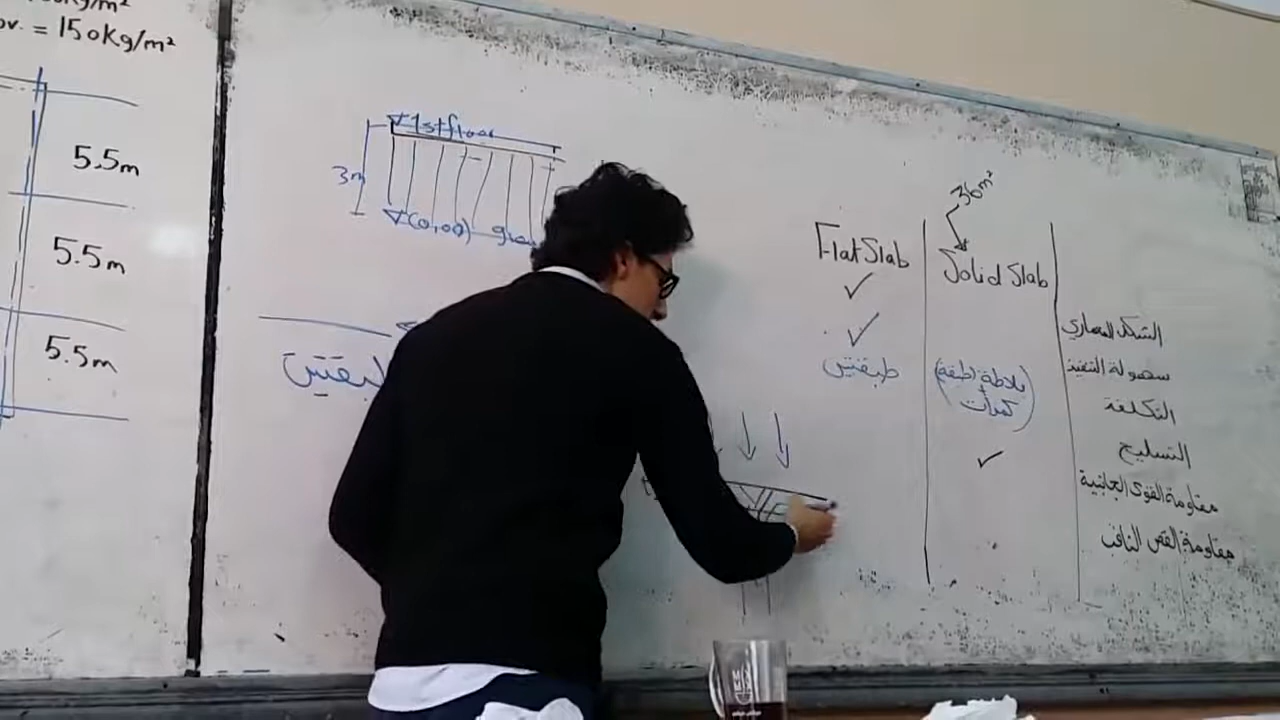 ov. = 150Kg/m²
5.5m
5.5m
5.5m
1st floor
3m
(0,00)
طبقتين
36m²
Flat Slab
Solid Slab
✓
✓
طبقتين
بلاطة (طبقة)
+
كمرات
✓
الشكل المعماري
سهولة التنفيذ
التكلفة
التسليح
مقاومة القوى الجانبية
مقاومة القص الثاقب